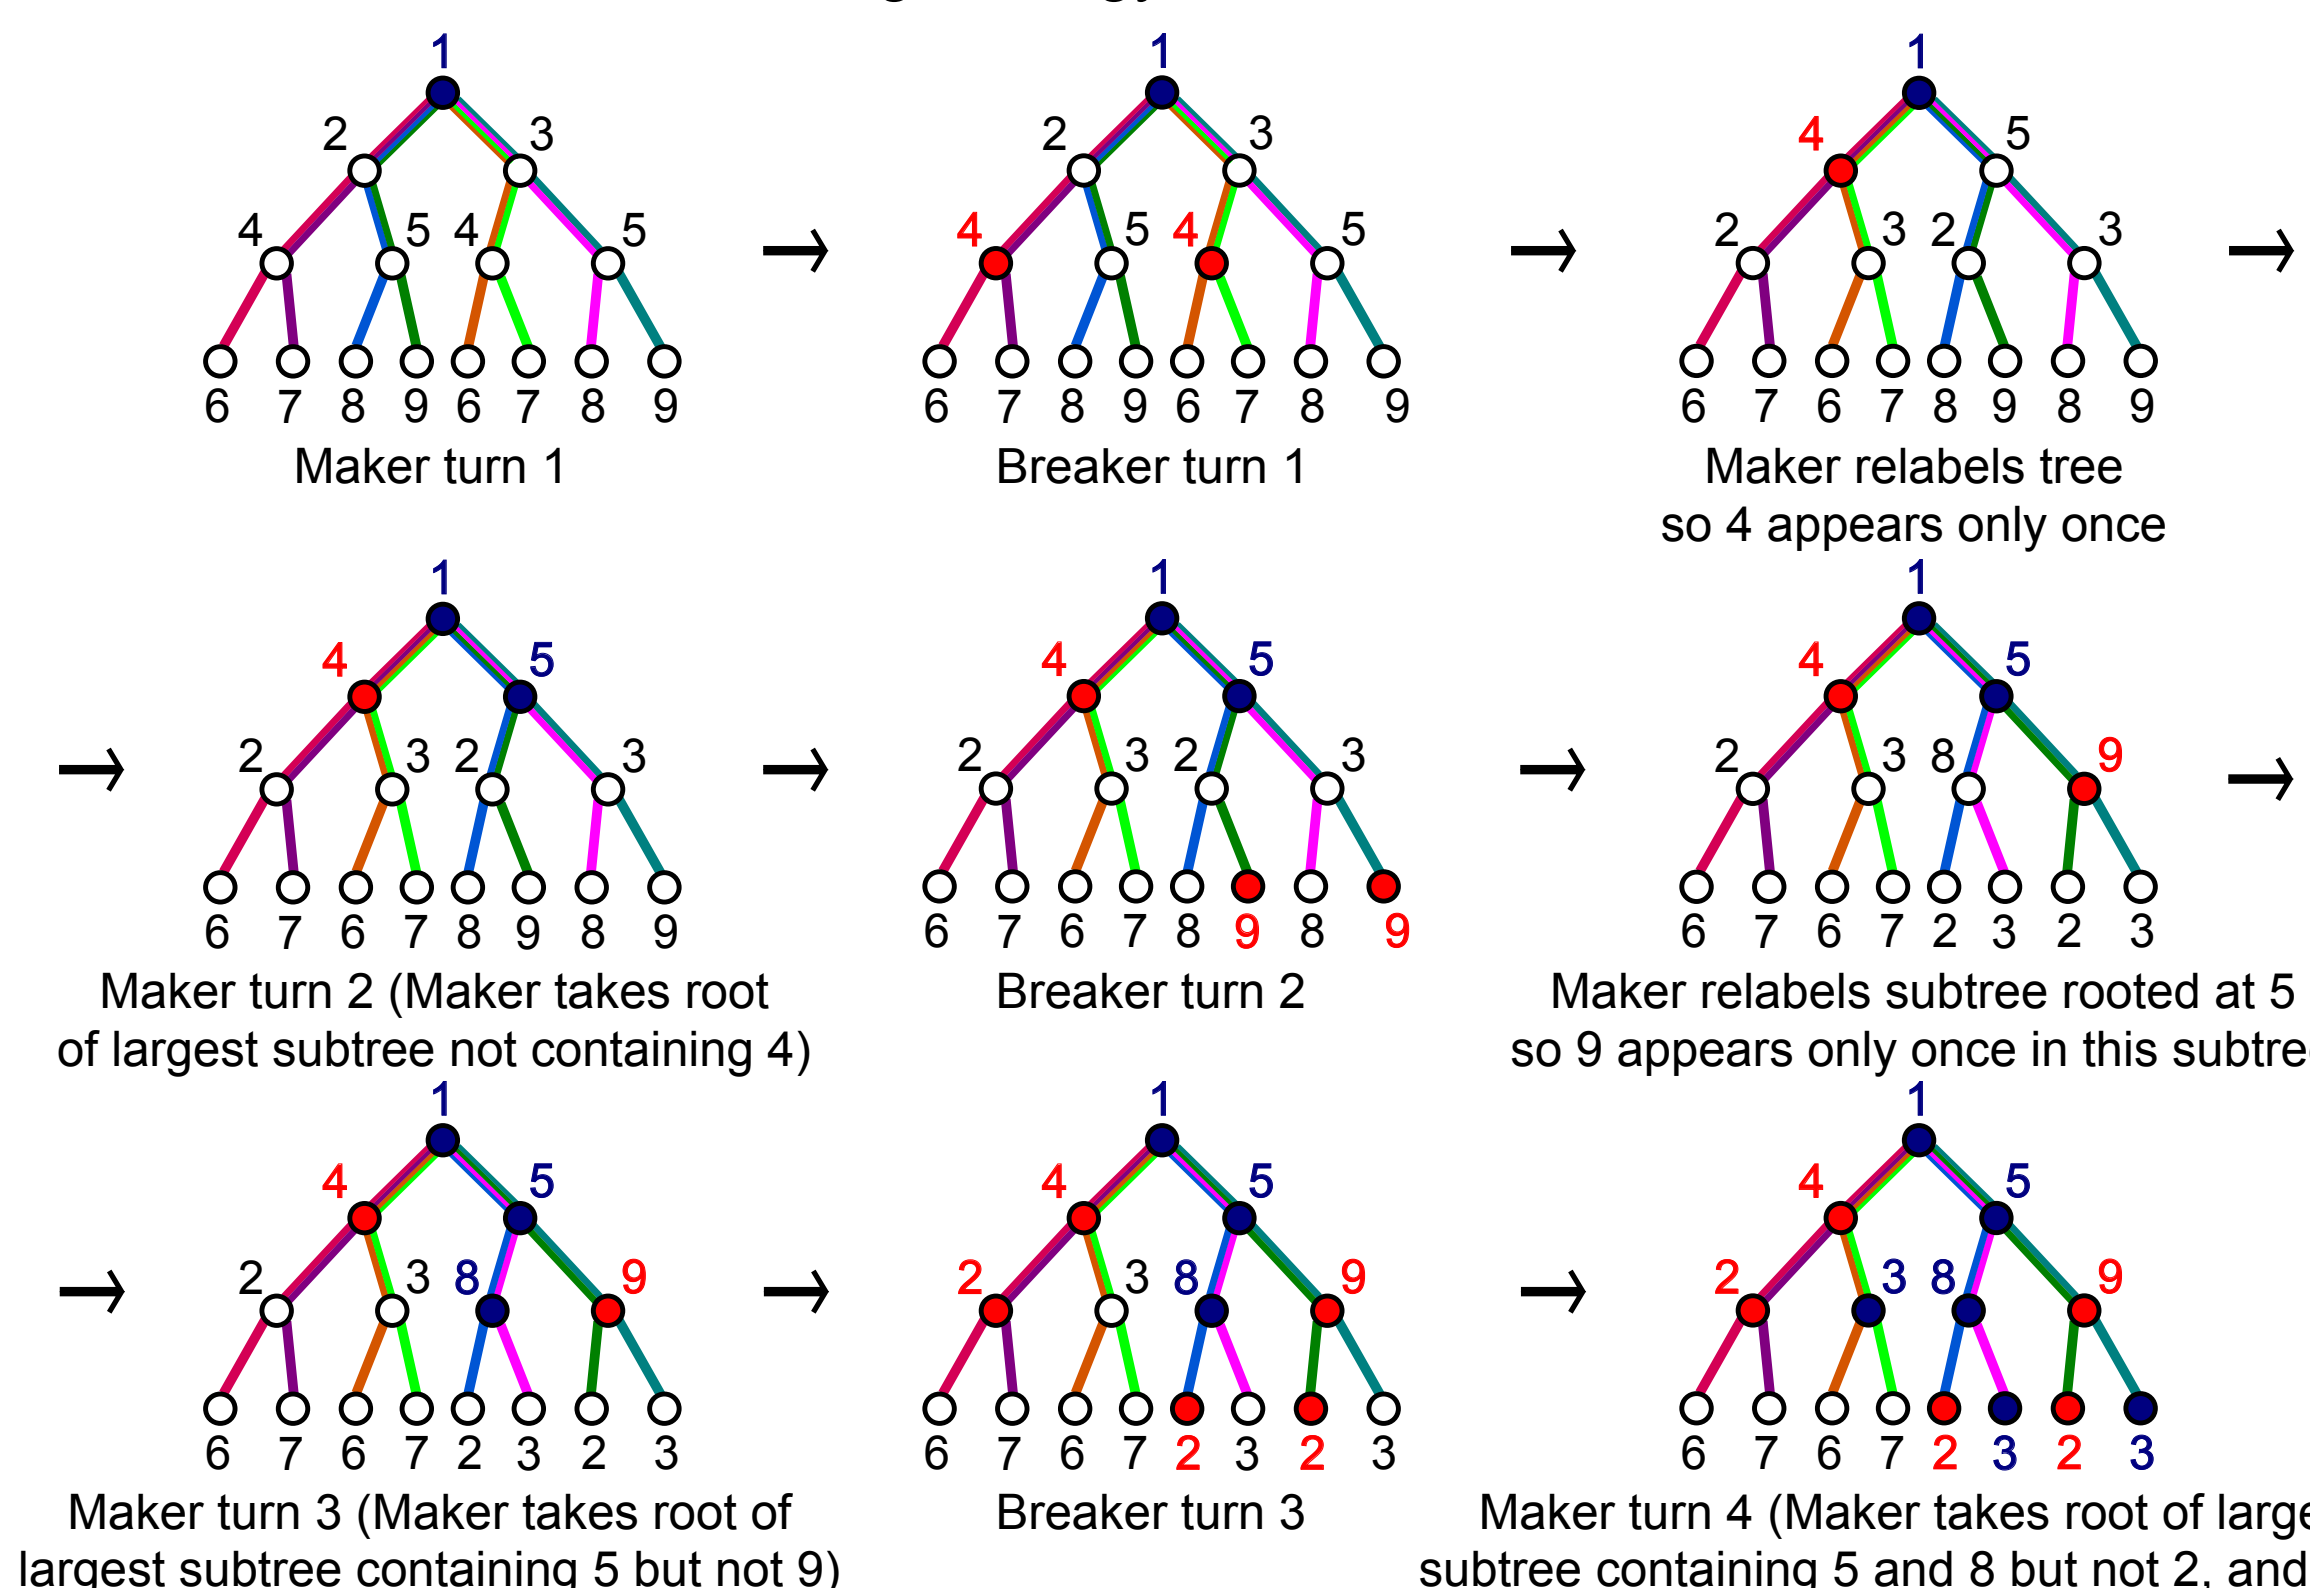 1 1 1
2 3 2 3 4 5
4 5 4 5 4 5 4 5 2 3 2 3
6 7 8 9 6 7 8 9 6 7 8 9 6 7 8 9 6 7 6 7 8 9 8 9
Maker turn 1 Breaker turn 1 Maker relabels tree
so 4 appears only once
1 1 1
4 5 4 5 4 5
2 3 2 3 2 3 2 3 2 3 8 9
6 7 6 7 8 9 8 9 6 7 6 7 8 9 8 9 6 7 6 7 2 3 2 3
Maker turn 2 (Maker takes root Breaker turn 2 Maker relabels subtree rooted at 5
of largest subtree not containing 4) so 9 appears only once in this
1 1 1
4 5 4 5 4 5
2 3 8 9 2 3 8 9 2 3 8 9
6 7 6 7 2 3 2 3 6 7 6 7 2 3 2 3 6 7 6 7 2 3 2 3
Maker turn 3 (Maker takes root of Breaker turn 3 Maker turn 4 (Maker takes root of
largest subtree containing 5 but not 9) subtree containing 5 and 8 but not 2, and